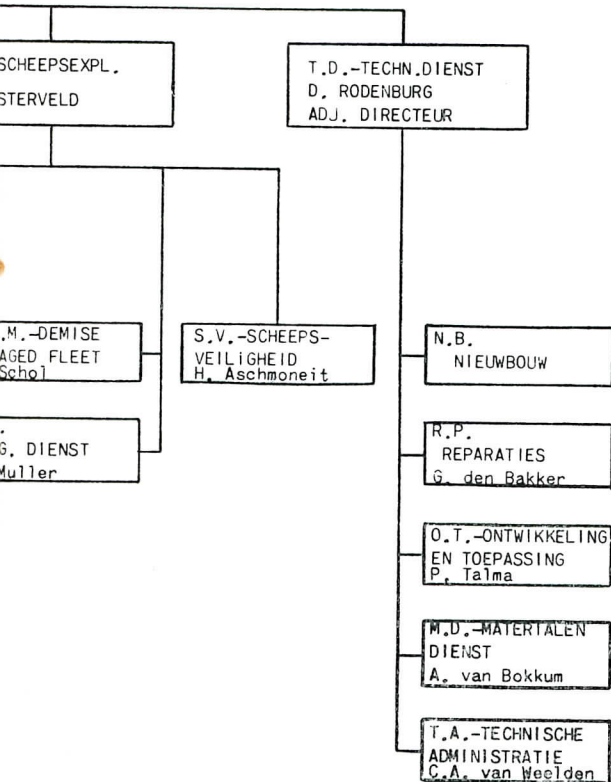 SCHEEPSEXPL.
STERVELD
T.D.-TECHN.DIENST
D. RODENBURG
ADJ. DIRECTEUR
.M.-DEMISE
AGED FLEET
Schol
S.V.-SCHEEPS-
VEILIGHEID
H. Aschmoneit
G. DIENST
Muller
N.B.
NIEUWBOUW
R.P.
REPARATIES
G. den Bakker
O.T.-ONTWIKKELING
EN TOEPASSING
P. Talma
M.D.-MATERIALEN
DIENST
A. van Bokkum
T.A.-TECHNISCHE
ADMINISTRATIE
C.A. van Weelden